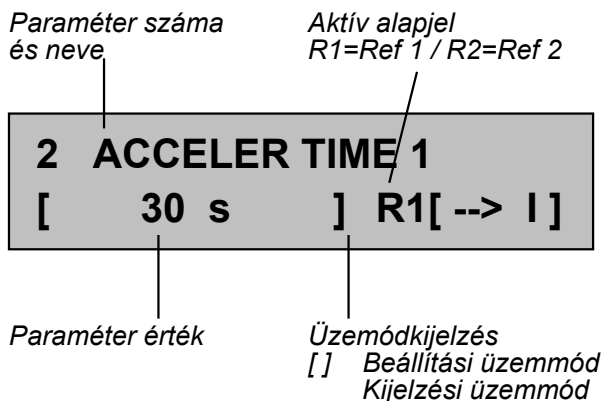 Paraméter száma
és neve
Aktív alapjel
R1=Ref 1 / R2=Ref 2
2 ACCELER TIME 1
[ 30 s ] R1[ --> I ]
Paraméter érték
Üzemódkijelzés
[ ] Beállítási üzemmód
Kijelzési üzemmód